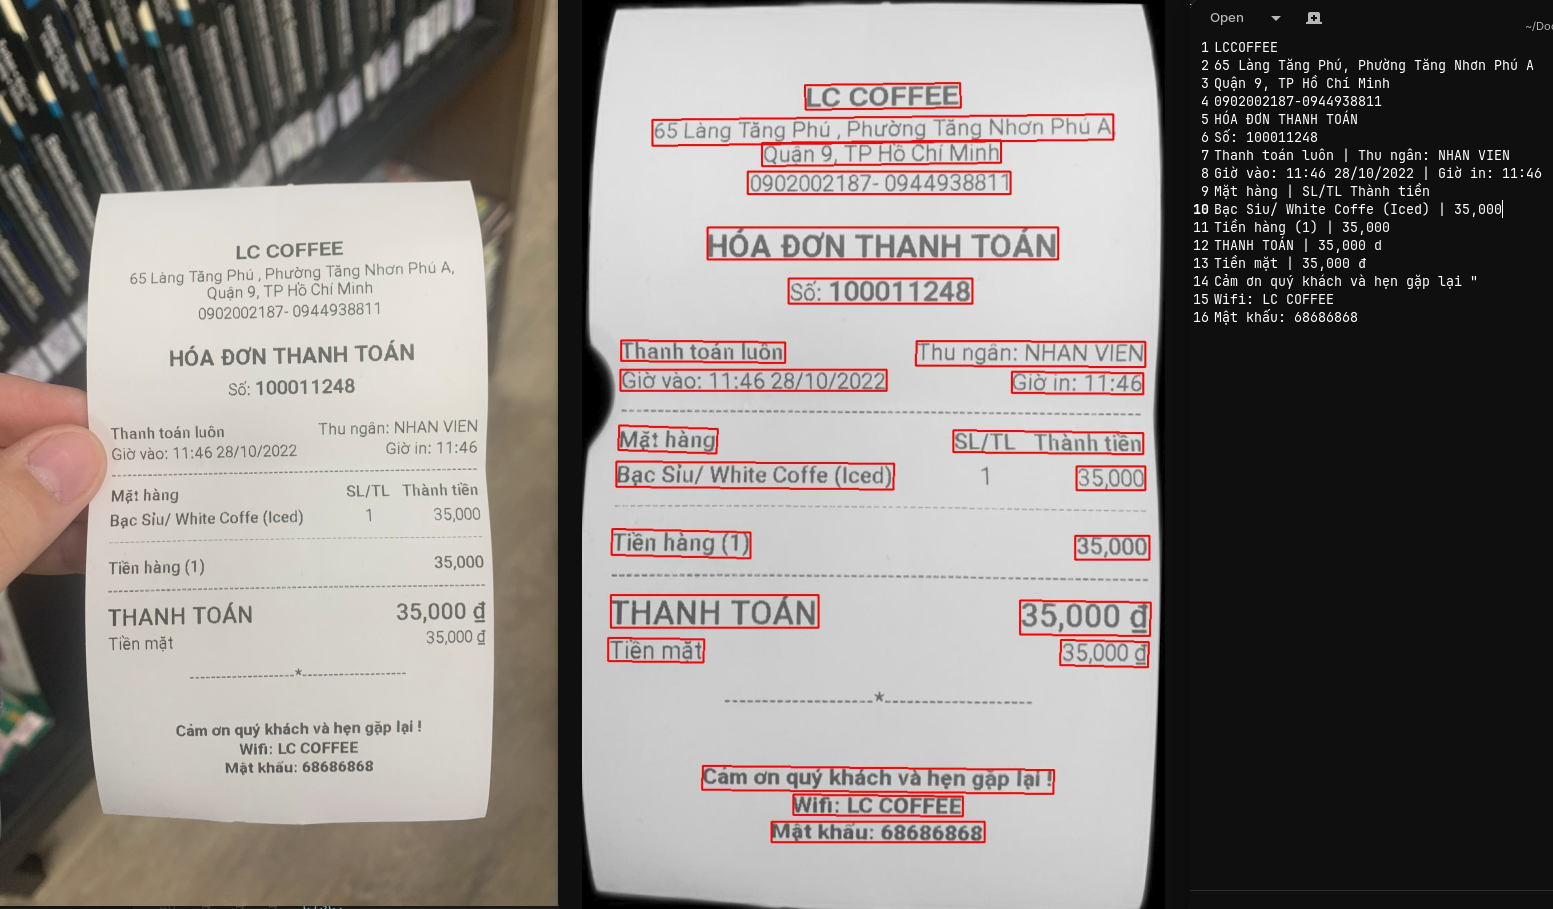 LC COFFEE
65 Làng Tăng Phú , Phường Tăng Nhơn Phú A,
Quận 9, TP Hồ Chí Minh
0902002187- 0944938811
HÓA ĐƠN THANH TOÁN
Số: 100011248
Thanh toán luôn Thu ngân: NHAN VIEN
Giờ vào: 11:46 28/10/2022 Giờ in: 11:46
Mặt hàng SL/TL Thành tiền
Bạc Sỉu/ White Coffe (Iced) 1 35,000
Tiền hàng (1) 35,000
THANH TOÁN 35,000 ₫
Tiền mặt 35,000 ₫
--------------------*--------------------
Cảm ơn quý khách và hẹn gặp lại !
Wifi: LC COFFEE
Mật khẩu: 68686868
LC COFFEE
65 Làng Tăng Phú , Phường Tăng Nhơn Phú A,
Quận 9, TP Hồ Chí Minh
0902002187- 0944938811
HÓA ĐƠN THANH TOÁN
Số: 100011248
Thanh toán luôn Thu ngân: NHAN VIEN
Giờ vào: 11:46 28/10/2022 Giờ in: 11:46
Mặt hàng SL/TL Thành tiền
Bạc Sỉu/ White Coffe (Iced) 1 35,000
Tiền hàng (1) 35,000
THANH TOÁN 35,000 ₫
Tiền mặt 35,000 ₫
--------------------*--------------------
Cảm ơn quý khách và hẹn gặp lại !
Wifi: LC COFFEE
Mật khẩu: 68686868
Open
~/Doc
1 LCCOFFEE
2 65 Làng Tăng Phú, Phường Tăng Nhơn Phú A
3 Quận 9, TP Hồ Chí Minh
4 0902002187-0944938811
5 HÓA ĐƠN THANH TOÁN
6 Số: 100011248
7 Thanh toán luôn | Thu ngân: NHAN VIEN
8 Giờ vào: 11:46 28/10/2022 | Giờ in: 11:46
9 Mặt hàng | SL/TL Thành tiền
10 Bạc Siu/ White Coffe (Iced) | 35,000
11 Tiền hàng (1) | 35,000
12 THANH TOÁN | 35,000 d
13 Tiền mặt | 35,000 đ
14 Cảm ơn quý khách và hẹn gặp lại "
15 Wifi: LC COFFEE
16 Mật khẩu: 68686868